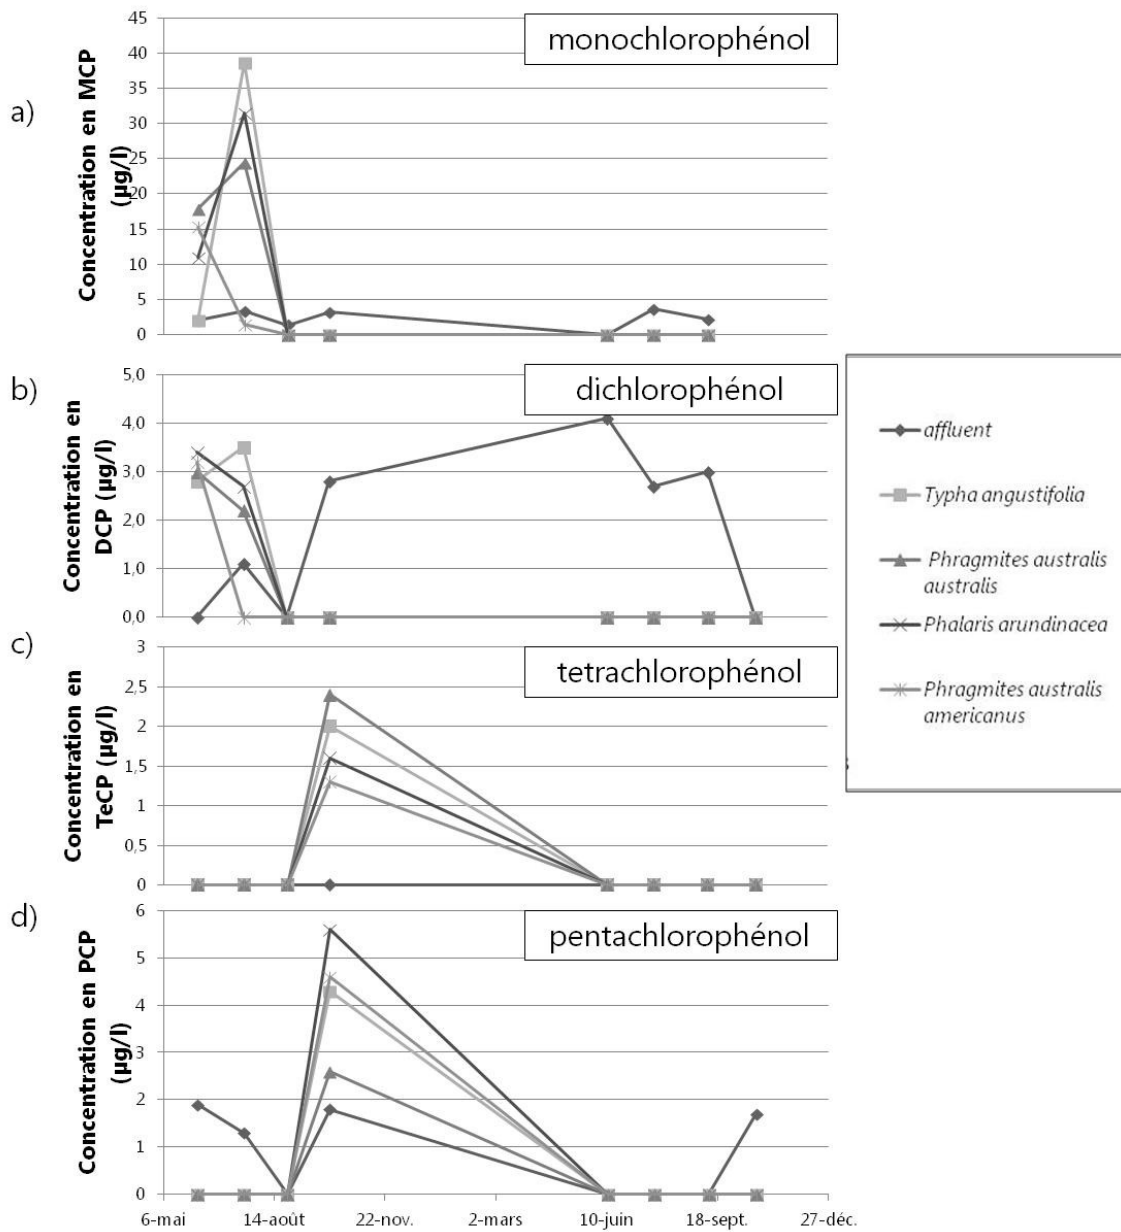 a)
monochlorophénol
Concentration en MCP
(µg/l)
45
40
35
30
25
20
15
10
5
0
b)
dichlorophénol
Concentration en
DCP (µg/l)
5,0
4,0
3,0
2,0
1,0
0,0
c)
tetrachlorophénol
Concentration en
TeCP (µg/l)
3
2,5
2
1,5
1
0,5
0
d)
pentachlorophénol
Concentration en PCP
(µg/l)
6
5
4
3
2
1
0
6-mai 14-août 22-nov. 2-mars 10-juin 18-sept. 27-déc.
affluent
Typha angustifolia
Phragmites australis
australis
Phalaris arundinacea
Phragmites australis
americanus